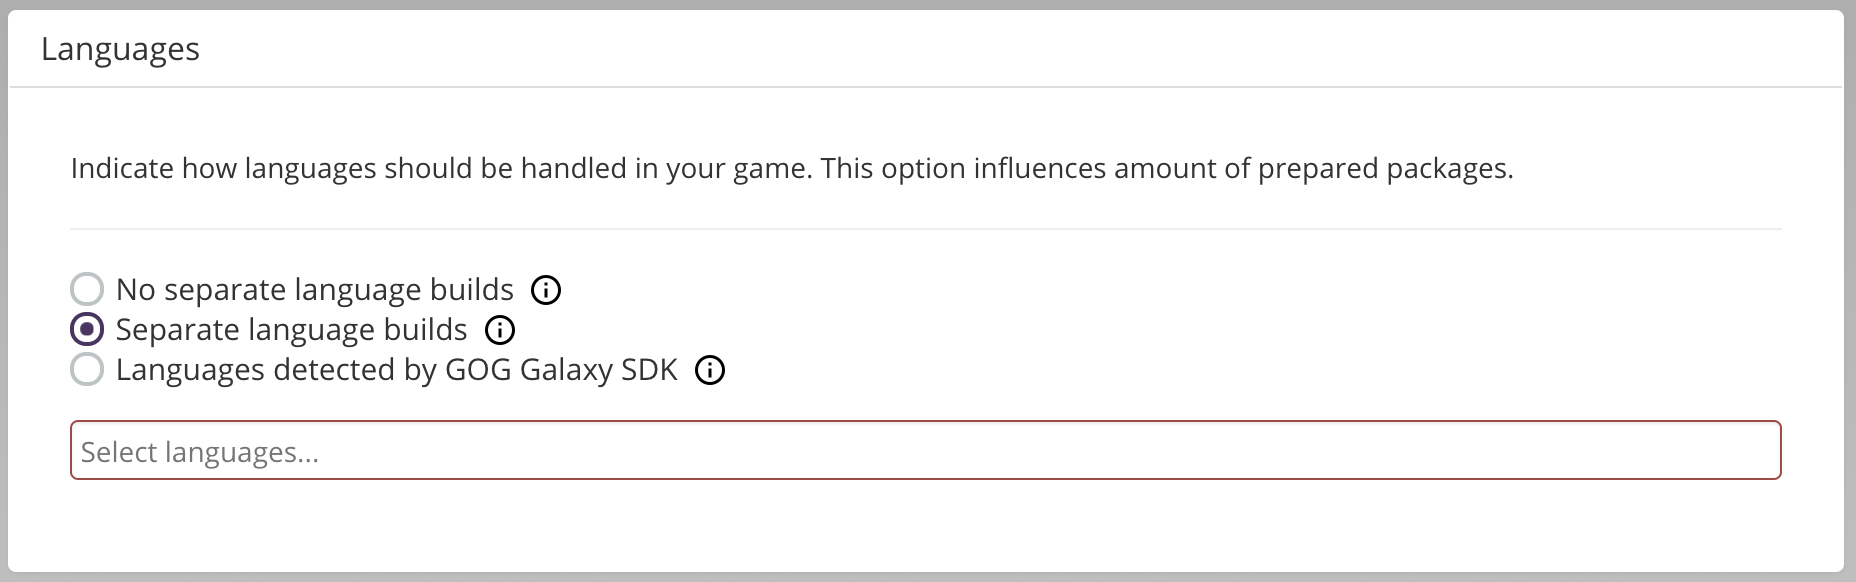 Languages
Indicate how languages should be handled in your game. This option influences amount of prepared packages.
No separate language builds
Separate language builds
Languages detected by GOG Galaxy SDK
Select languages...